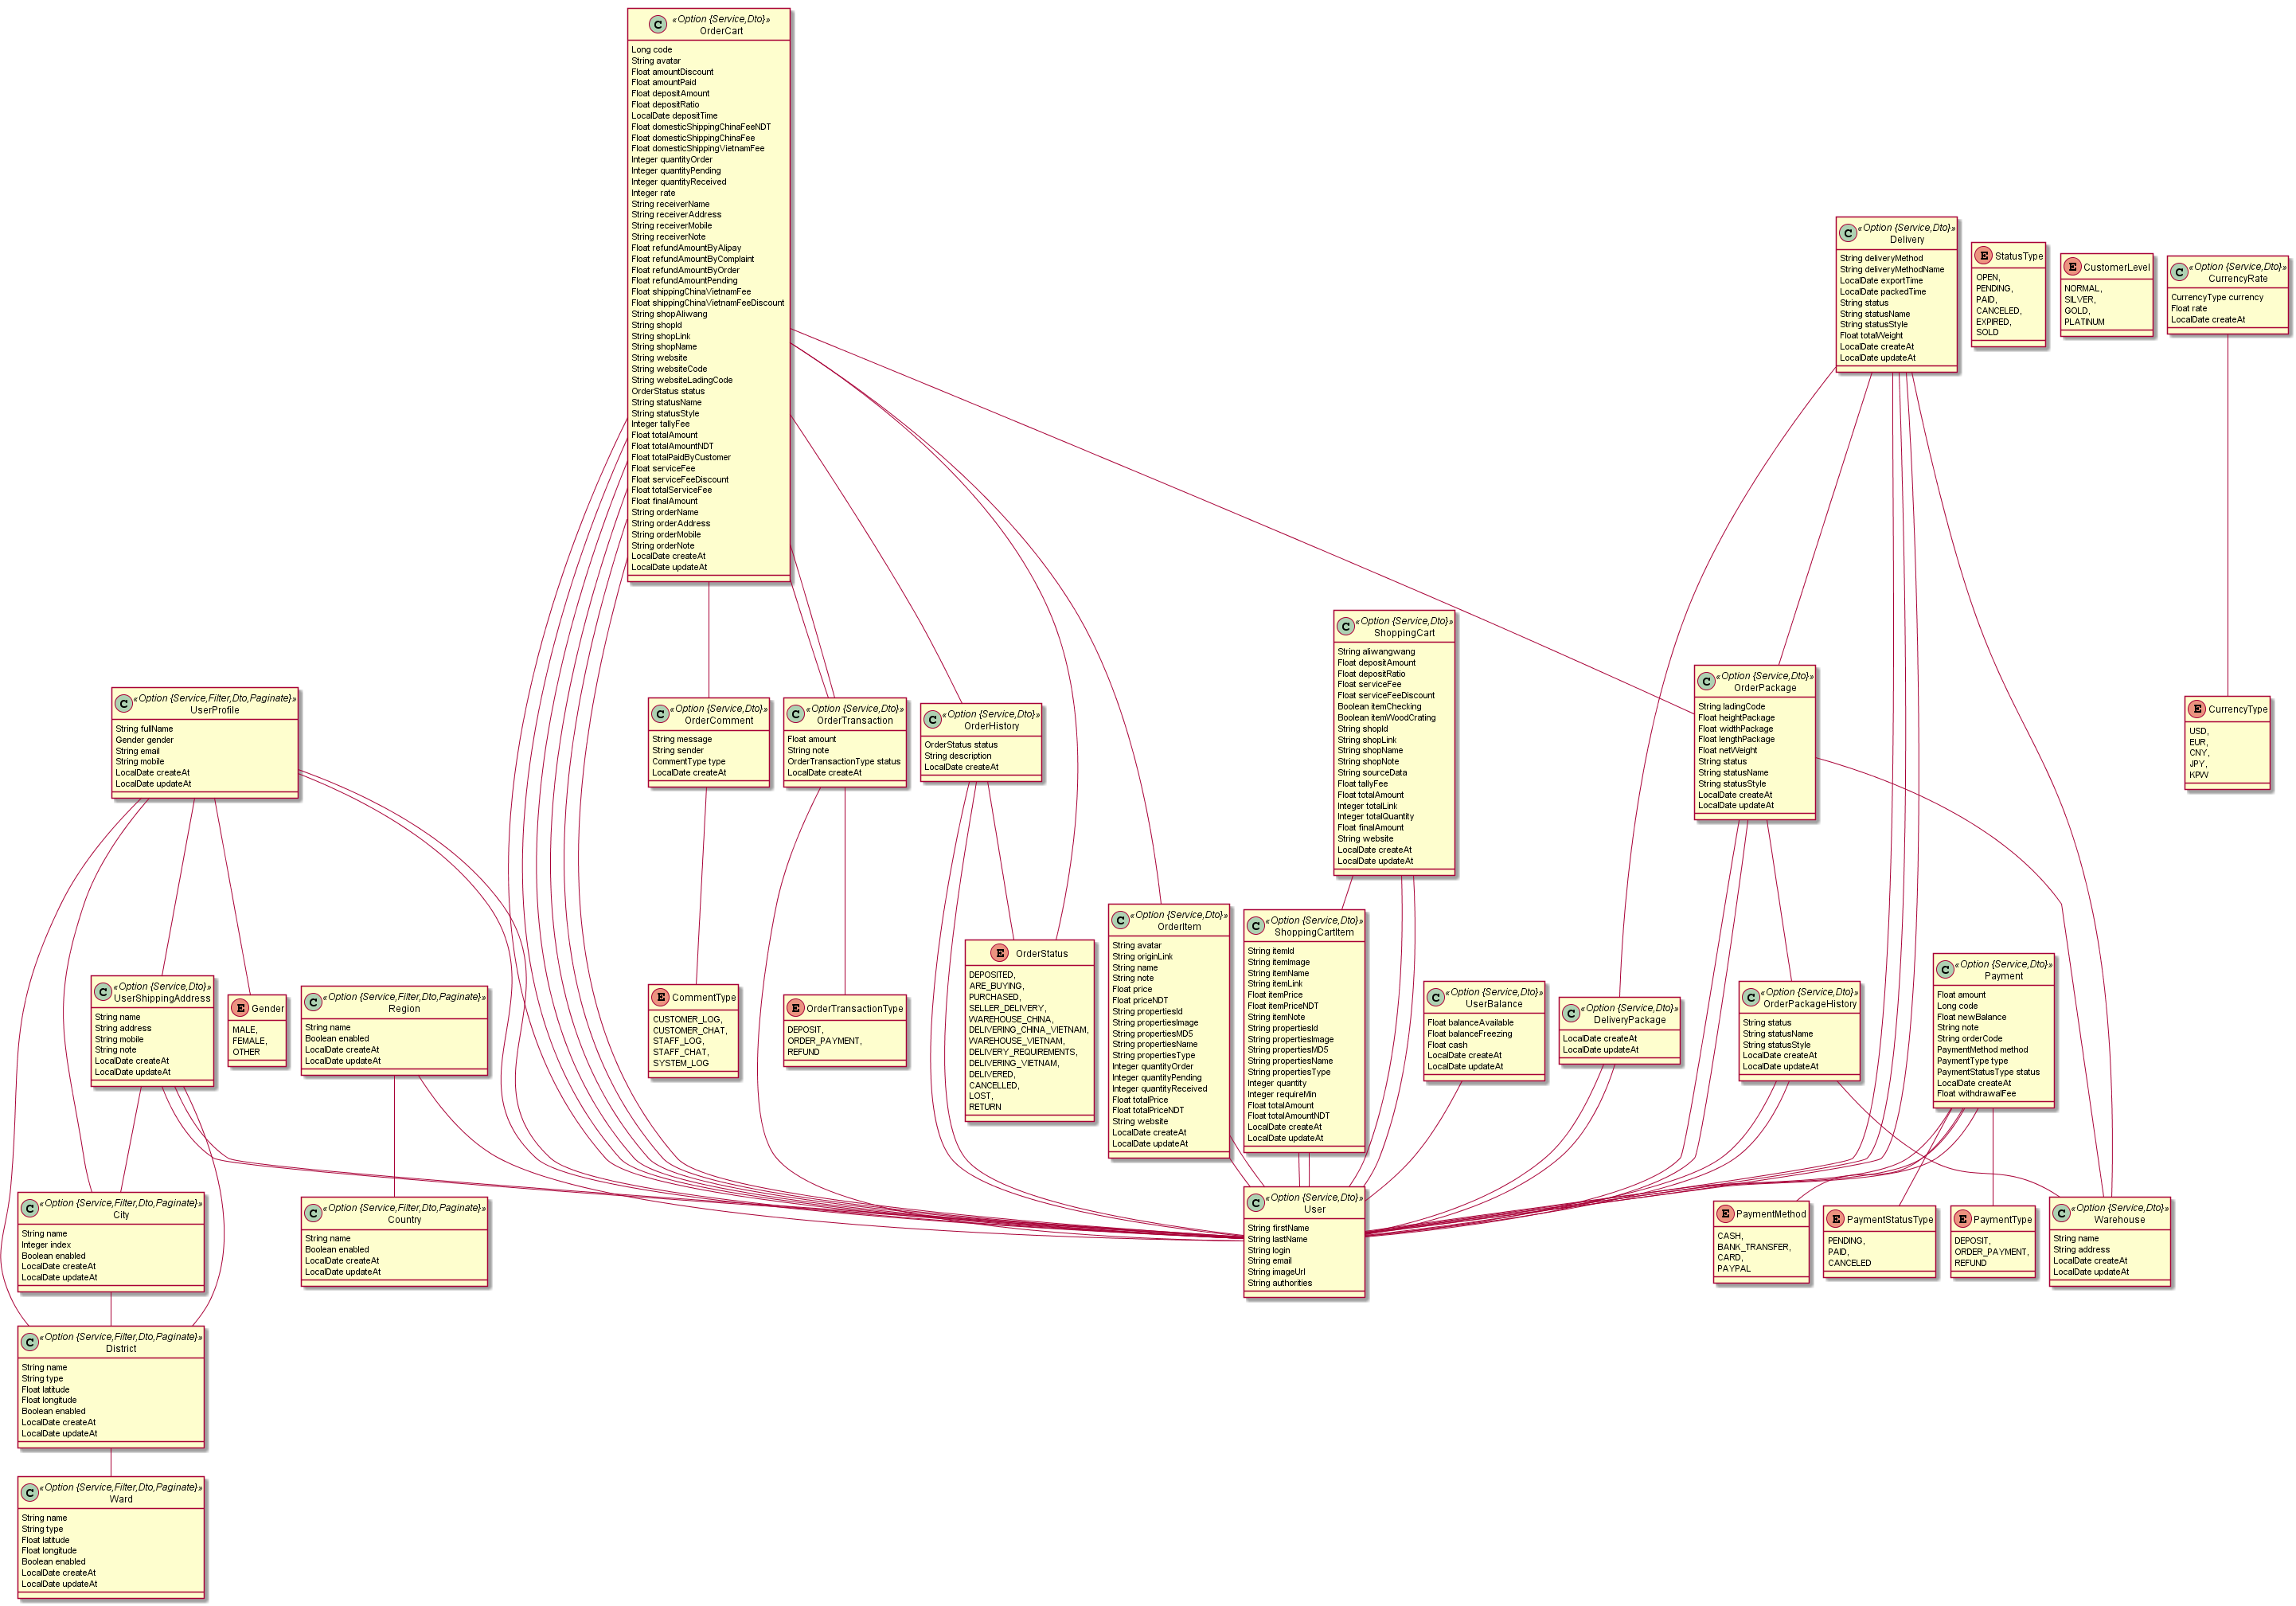 C
«Option {Service,Dto}»
OrderCart
Long code
String avatar
Float amountDiscount
Float amountPaid
Float depositAmount
Float depositRatio
LocalDate depositTime
Float domesticShippingChinaFeeNDT
Float domesticShippingChinaFee
Float domesticShippingVietnamFee
Integer quantityOrder
Integer quantityPending
Integer quantityReceived
Integer rate
String receiverName
String receiverAddress
String receiverMobile
String receiverNote
Float refundAmountByAlipay
Float refundAmountByComplaint
Float refundAmountByOrder
Float refundAmountPending
Float shippingChinaVietnamFee
Float shippingChinaVietnamFeeDiscount
String shopAliwang
String shopId
String shopLink
String shopName
String website
String websiteCode
String websiteLadingCode
OrderStatus status
String statusName
String statusStyle
Integer tallyFee
Float totalAmount
Float totalAmountNDT
Float totalPaidByCustomer
Float serviceFee
Float serviceFeeDiscount
Float totalServiceFee
Float finalAmount
String orderName
String orderAddress
String orderMobile
String orderNote
LocalDate createAt
LocalDate updateAt
C
«Option {Service,Dto}»
Delivery
String deliveryMethod
String deliveryMethodName
LocalDate exportTime
LocalDate packedTime
String status
String statusName
String statusStyle
Float totalWeight
LocalDate createAt
LocalDate updateAt
E
StatusType
OPEN,
PENDING,
PAID,
CANCELED,
EXPIRED,
SOLD
E
CustomerLevel
NORMAL,
SILVER,
GOLD,
PLATINUM
C
«Option {Service,Dto}»
CurrencyRate
CurrencyType currency
Float rate
LocalDate createAt
C
«Option {Service,Dto}»
ShoppingCart
String aliwangwang
Float depositAmount
Float depositRatio
Float serviceFee
Float serviceFeeDiscount
Boolean itemChecking
Boolean itemWoodCrating
String shopId
String shopLink
String shopName
String shopNote
String sourceData
Float tallyFee
Float totalAmount
Integer totalLink
Integer totalQuantity
Float finalAmount
String website
LocalDate createAt
LocalDate updateAt
C
«Option {Service,Dto}»
OrderPackage
String ladingCode
Float heightPackage
Float widthPackage
Float lengthPackage
Float netWeight
String status
String statusName
String statusStyle
LocalDate createAt
LocalDate updateAt
C
«Option {Service,Filter,Dto,Paginate}»
UserProfile
String fullName
Gender gender
String email
String mobile
LocalDate createAt
LocalDate updateAt
C
«Option {Service,Dto}»
OrderComment
String message
String sender
CommentType type
LocalDate createAt
C
«Option {Service,Dto}»
OrderTransaction
Float amount
String note
OrderTransactionType status
LocalDate createAt
C
«Option {Service,Dto}»
OrderHistory
OrderStatus status
String description
LocalDate createAt
E
CurrencyType
USD,
EUR,
CNY,
JPY,
KPW
C
«Option {Service,Dto}»
UserShippingAddress
String name
String address
String mobile
String note
LocalDate createAt
LocalDate updateAt
E
Gender
MALE,
FEMALE,
OTHER
C
«Option {Service,Filter,Dto,Paginate}»
Region
String name
Boolean enabled
LocalDate createAt
LocalDate updateAt
E
CommentType
CUSTOMER_LOG,
CUSTOMER_CHAT,
STAFF_LOG,
STAFF_CHAT,
SYSTEM_LOG
E
OrderTransactionType
DEPOSIT,
ORDER_PAYMENT,
REFUND
E
OrderStatus
DEPOSITED,
ARE_BUYING,
PURCHASED,
SELLER_DELIVERY,
WAREHOUSE_CHINA,
DELIVERING_CHINA_VIETNAM,
WAREHOUSE_VIETNAM,
DELIVERY_REQUIREMENTS,
DELIVERING_VIETNAM,
DELIVERED,
CANCELLED,
LOST,
RETURN
C
«Option {Service,Dto}»
OrderItem
String avatar
String originLink
String name
String note
Float price
Float priceNDT
String propertiesId
String propertiesImage
String propertiesMD5
String propertiesName
String propertiesType
Integer quantityOrder
Integer quantityPending
Integer quantityReceived
Float totalPrice
Float totalPriceNDT
String website
LocalDate createAt
LocalDate updateAt
C
«Option {Service,Dto}»
ShoppingCartItem
String itemId
String itemImage
String itemName
String itemLink
Float itemPrice
Float itemPriceNDT
String itemNote
String propertiesId
String propertiesImage
String propertiesMD5
String propertiesName
String propertiesType
Integer quantity
Integer requireMin
Float totalAmount
Float totalAmountNDT
LocalDate createAt
LocalDate updateAt
C
«Option {Service,Dto}»
UserBalance
Float balanceAvailable
Float balanceFreezing
Float cash
LocalDate createAt
LocalDate updateAt
C
«Option {Service,Dto}»
DeliveryPackage
LocalDate createAt
LocalDate updateAt
C
«Option {Service,Dto}»
OrderPackageHistory
String status
String statusName
String statusStyle
LocalDate createAt
LocalDate updateAt
C
«Option {Service,Dto}»
Payment
Float amount
Long code
Float newBalance
String note
String orderCode
PaymentMethod method
PaymentType type
PaymentStatusType status
LocalDate createAt
Float withdrawalFee
C
«Option {Service,Filter,Dto,Paginate}»
City
String name
Integer index
Boolean enabled
LocalDate createAt
LocalDate updateAt
C
«Option {Service,Filter,Dto,Paginate}»
Country
String name
Boolean enabled
LocalDate createAt
LocalDate updateAt
C
«Option {Service,Dto}»
User
String firstName
String lastName
String login
String email
String imageUrl
String authorities
E
PaymentMethod
CASH,
BANK_TRANSFER,
CARD,
PAYPAL
E
PaymentStatusType
PENDING,
PAID,
CANCELED
E
PaymentType
DEPOSIT,
ORDER_PAYMENT,
REFUND
C
«Option {Service,Dto}»
Warehouse
String name
String address
LocalDate createAt
LocalDate updateAt
C
«Option {Service,Filter,Dto,Paginate}»
District
String name
String type
Float latitude
Float longitude
Boolean enabled
LocalDate createAt
LocalDate updateAt
C
«Option {Service,Filter,Dto,Paginate}»
Ward
String name
String type
Float latitude
Float longitude
Boolean enabled
LocalDate createAt
LocalDate updateAt